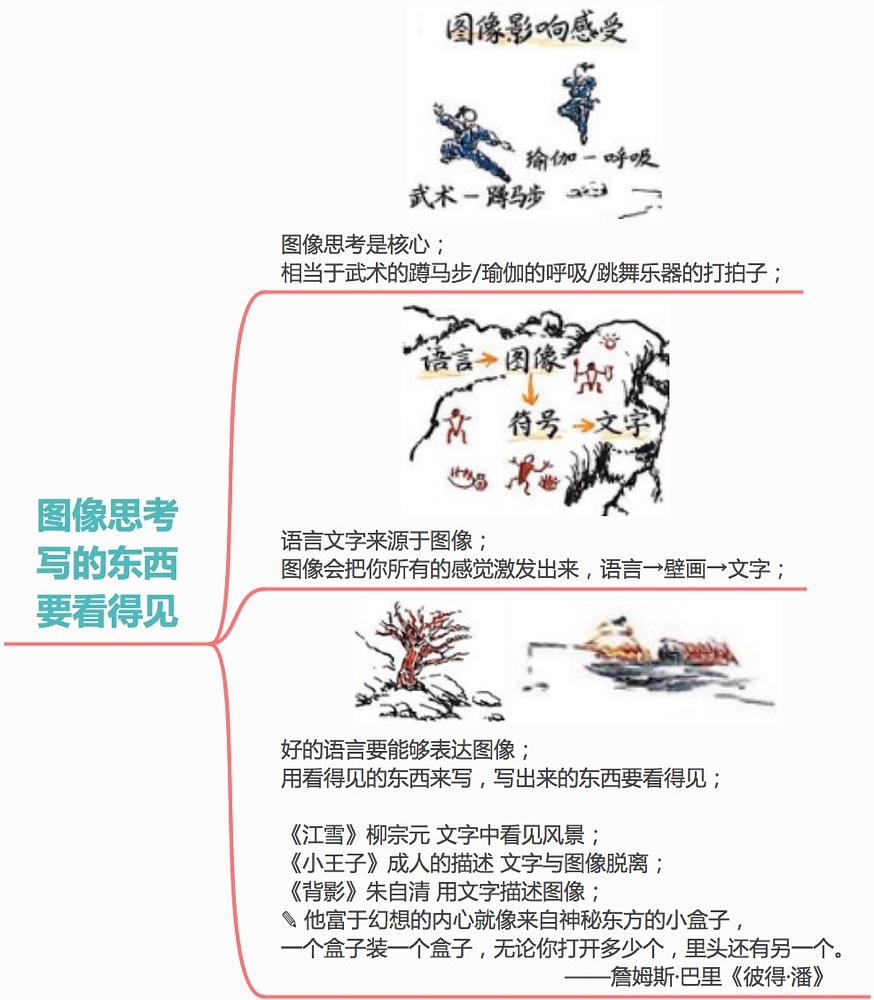 图像影响感受
瑜伽－呼吸
武术－蹲马步
图像思考是核心；
相当于武术的蹲马步/瑜伽的呼吸/跳舞乐器的打拍子；
语言→图像
符号→文字
图像思考
写的东西
要看得见
语言文字来源于图像；
图像会把你所有的感觉激发出来，语言→壁画→文字；
好的语言要能够表达图像；
用看得见的东西来写，写出来的东西要看得见；
《江雪》柳宗元 文字中看见风景；
《小王子》成人的描述 文字与图像脱离；
《背影》朱自清 用文字描述图像；
✎ 他富于幻想的内心就像来自神秘东方的小盒子，
一个盒子装一个盒子，无论你打开多少个，里头还有另一个。
——詹姆斯·巴里《彼得·潘》